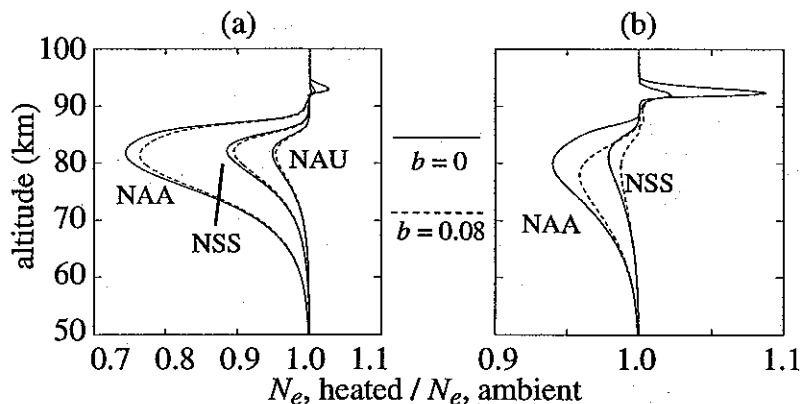 (a)
(b)
100
90
80
70
60
50
altitude (km)
NAA
NSS
NAU
b = 0
b = 0.08
NAA
NSS
0.7 0.8 0.9 1.0 1.1
0.9 1.0 1.1
Ne, heated / Ne, ambient